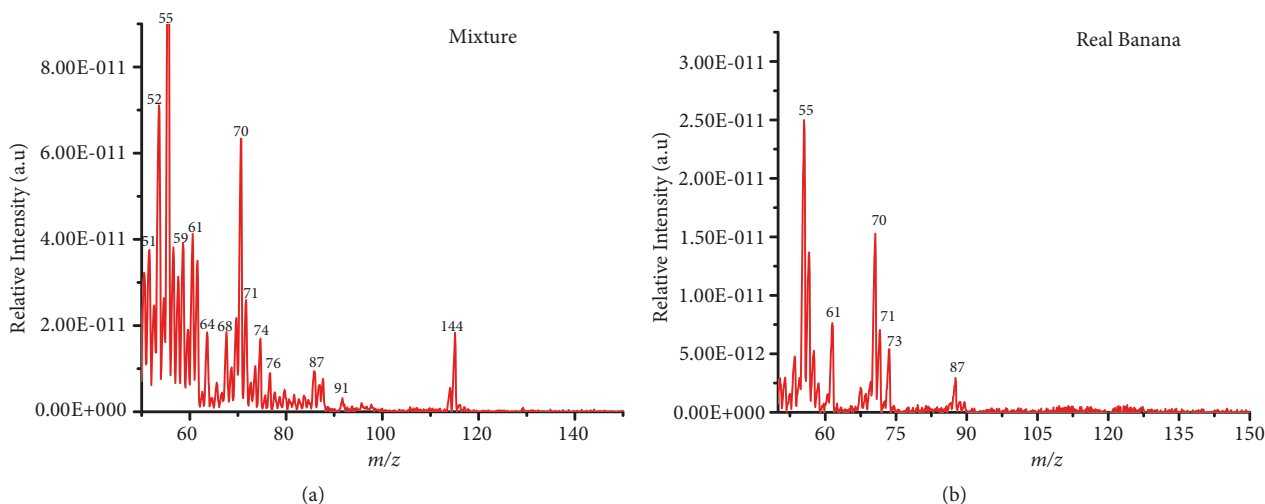 Mixture
Relative Intensity (a.u)
8.00E-011
6.00E-011
4.00E-011
2.00E-011
0.00E+000
51
52
55
59
61
64
68
70
71
74
76
87
91
144
60 80 100 120 140
m/z
(a)
Real Banana
Relative Intensity (a.u)
3.00E-011
2.50E-011
2.00E-011
1.50E-011
1.00E-011
5.00E-012
0.00E+000
55
61
70
71
73
87
60 75 90 105 120 135 150
m/z
(b)